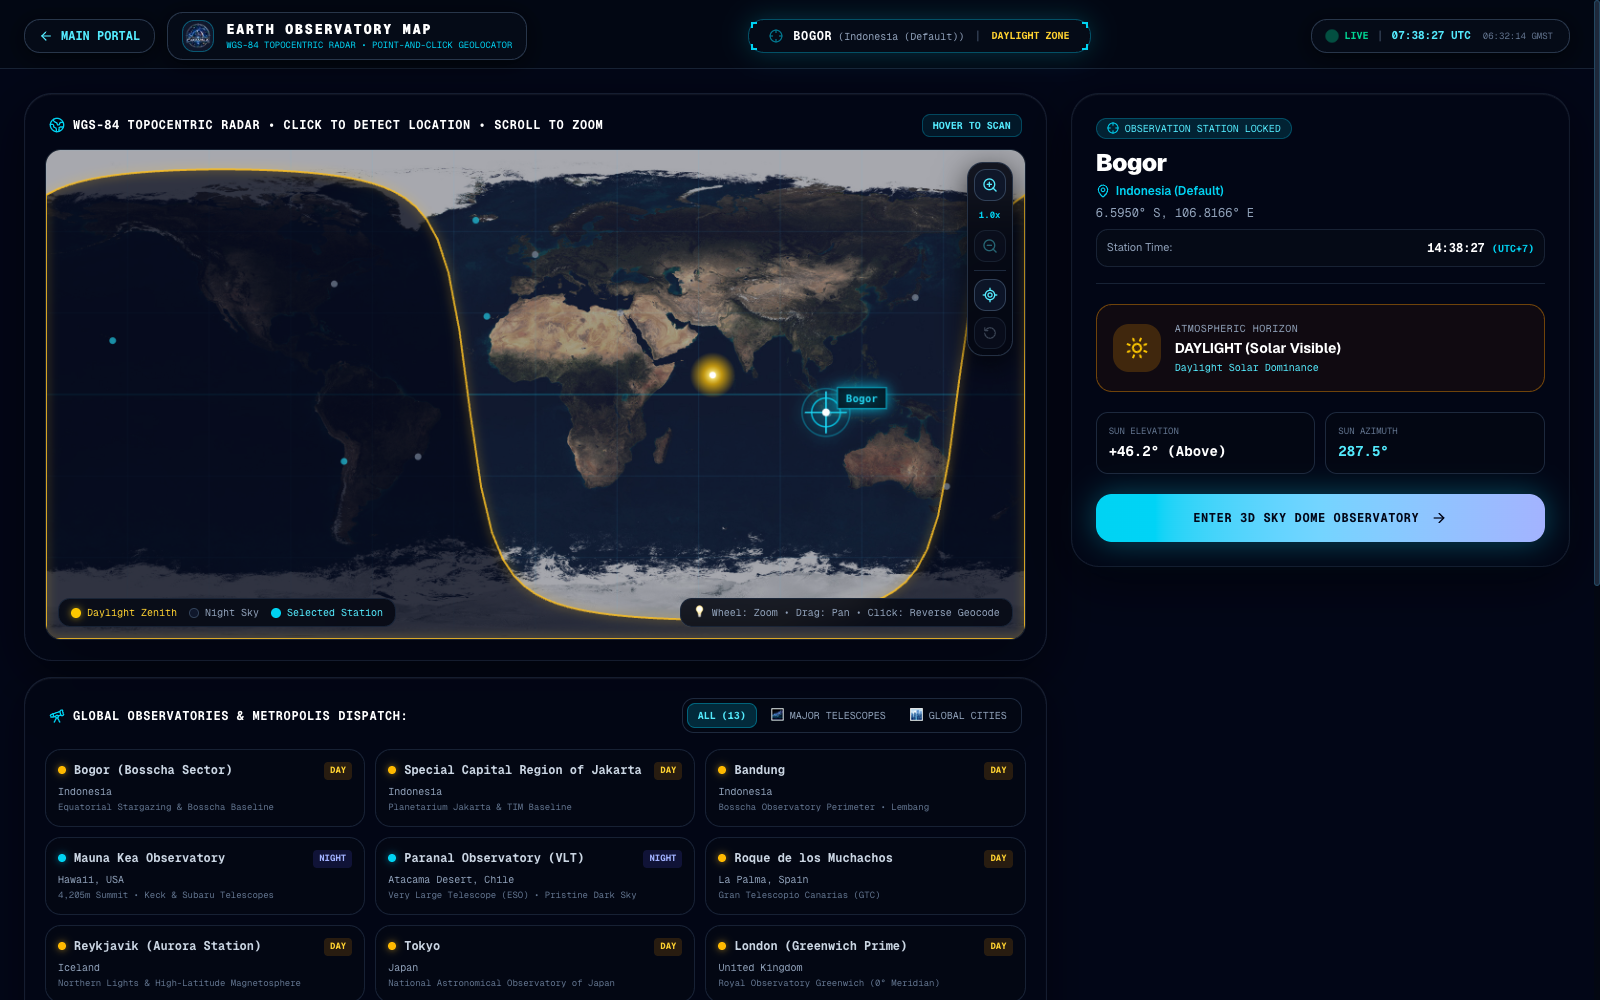 MAIN PORTAL
EARTH OBSERVATORY MAP
WGS-84 TOPOCENTRIC RADAR • POINT-AND-CLICK GEOLOCATOR
BOGOR (Indonesia (Default)) | DAYLIGHT ZONE
LIVE | 07:38:27 UTC 06:32:14 GMST
WGS-84 TOPOCENTRIC RADAR • CLICK TO DETECT LOCATION • SCROLL TO ZOOM
HOVER TO SCAN
1.0x
Bogor
Daylight Zenith
Night Sky
Selected Station
Wheel: Zoom • Drag: Pan • Click: Reverse Geocode
OBSERVATION STATION LOCKED
Bogor
Indonesia (Default)
6.5950° S, 106.8166° E
Station Time: 14:38:27 (UTC+7)
ATMOSPHERIC HORIZON
DAYLIGHT (Solar Visible)
Daylight Solar Dominance
SUN ELEVATION
+46.2° (Above)
SUN AZIMUTH
287.5°
ENTER 3D SKY DOME OBSERVATORY
GLOBAL OBSERVATORIES & METROPOLIS DISPATCH:
ALL (13)
MAJOR TELESCOPES
GLOBAL CITIES
Bogor (Bosscha Sector) DAY
Indonesia
Equatorial Stargazing & Bosscha Baseline
Special Capital Region of Jakarta DAY
Indonesia
Planetarium Jakarta & TIM Baseline
Bandung DAY
Indonesia
Bosscha Observatory Perimeter • Lembang
Mauna Kea Observatory NIGHT
Hawaii, USA
4,205m Summit • Keck & Subaru Telescopes
Paranal Observatory (VLT) NIGHT
Atacama Desert, Chile
Very Large Telescope (ESO) • Pristine Dark Sky
Roque de los Muchachos DAY
La Palma, Spain
Gran Telescopio Canarias (GTC)
Reykjavik (Aurora Station) DAY
Iceland
Northern Lights & High-Latitude Magnetosphere
Tokyo DAY
Japan
National Astronomical Observatory of Japan
London (Greenwich Prime) DAY
United Kingdom
Royal Observatory Greenwich (0° Meridian)